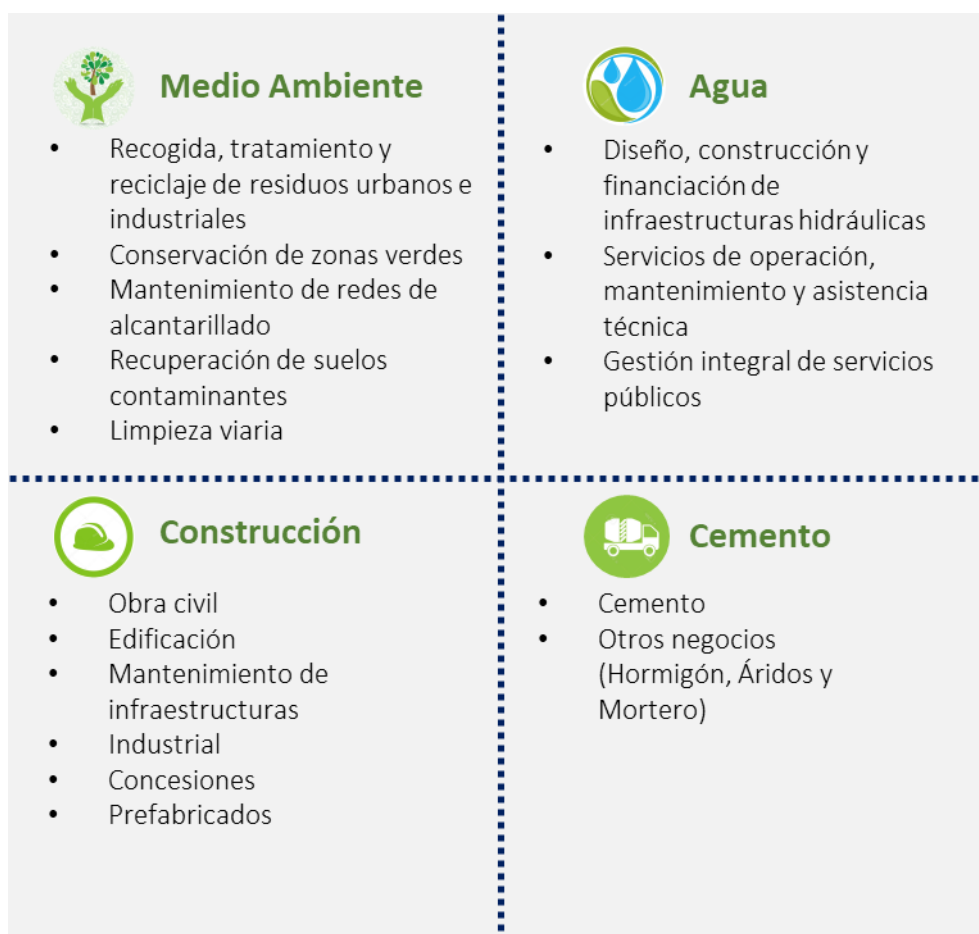 Medio Ambiente
• Recogida, tratamiento y
reciclaje de residuos urbanos e
industriales
• Conservación de zonas verdes
• Mantenimiento de redes de
alcantarillado
• Recuperación de suelos
contaminantes
• Limpieza viaria
Agua
• Diseño, construcción y
financiación de
infraestructuras hidráulicas
• Servicios de operación,
mantenimiento y asistencia
técnica
• Gestión integral de servicios
públicos
Construcción
• Obra civil
• Edificación
• Mantenimiento de
infraestructuras
• Industrial
• Concesiones
• Prefabricados
Cemento
• Cemento
• Otros negocios
(Hormigón, Áridos y
Mortero)